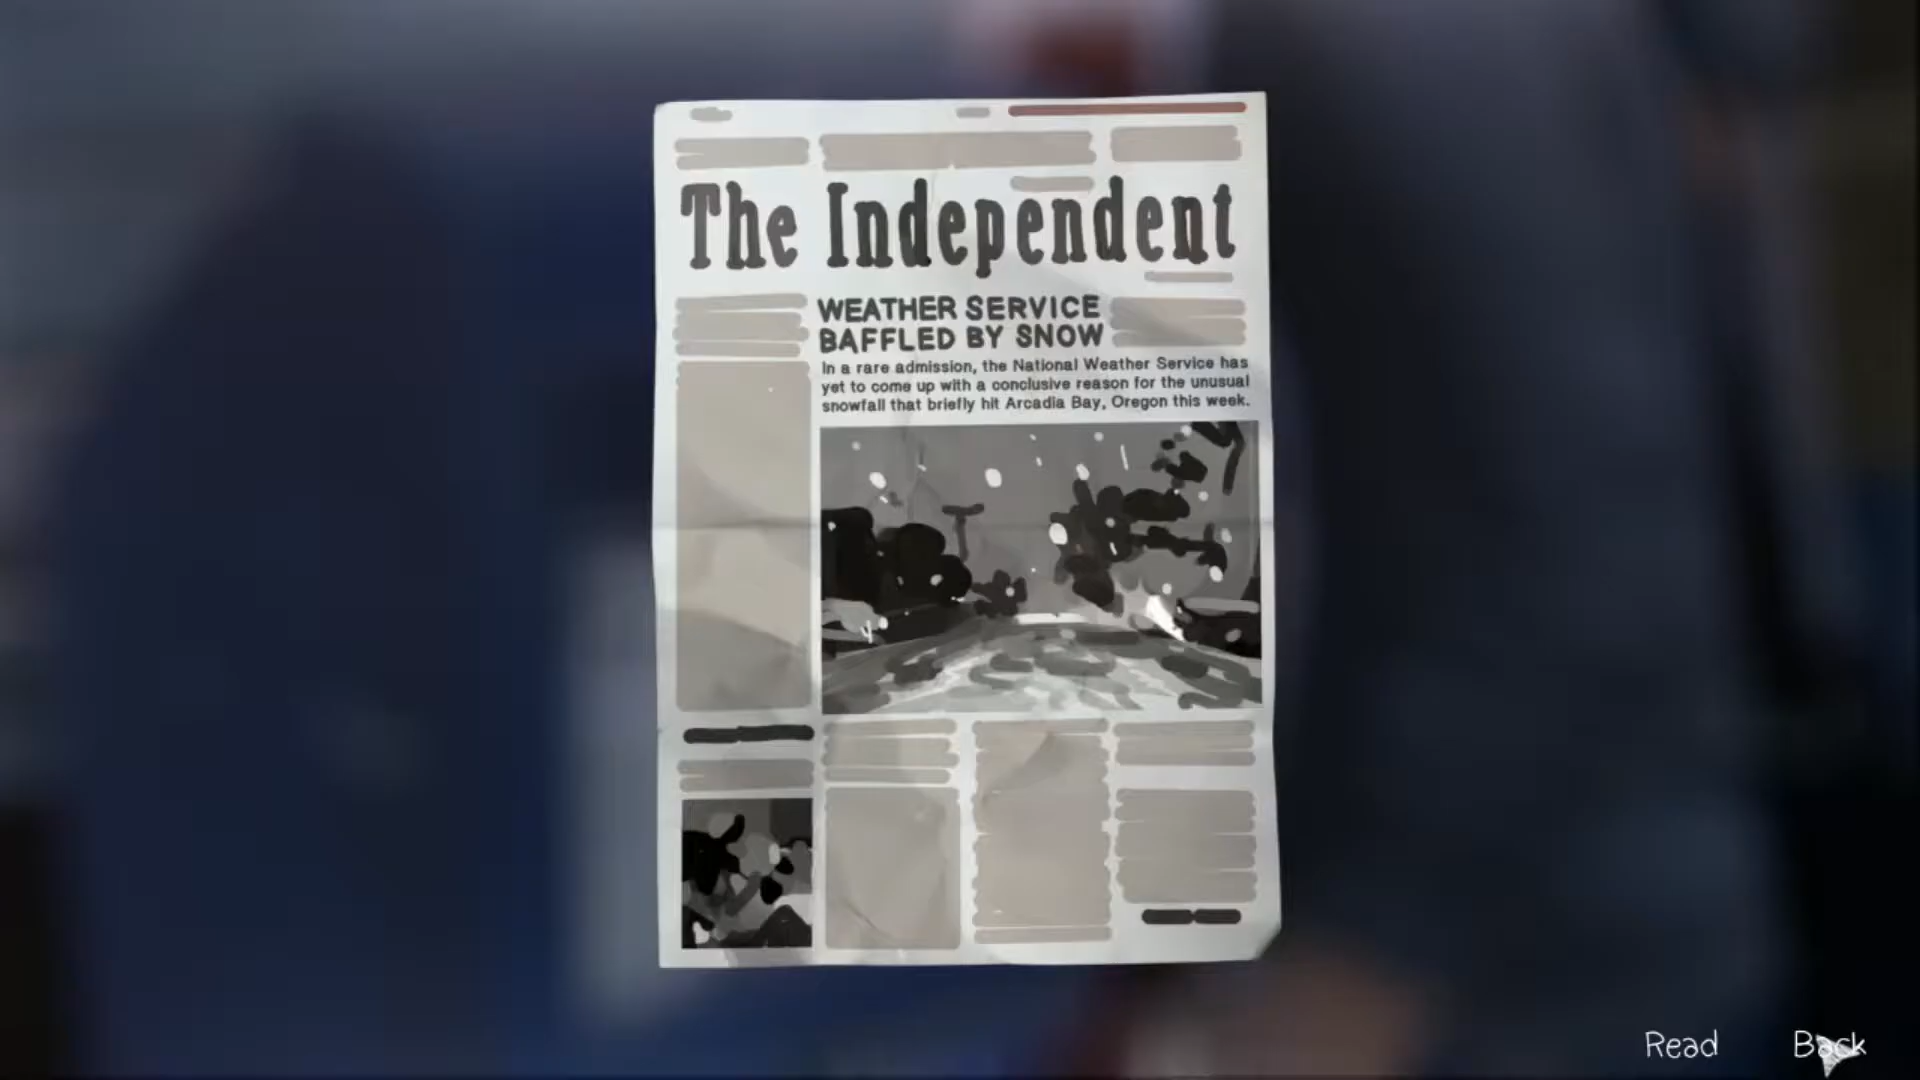 The Independent
WEATHER SERVICE
BAFFLED BY SNOW
In a rare admission, the National Weather Service has
yet to come up with a conclusive reason for the unusual
snowfall that briefly hit Arcadia Bay, Oregon this week.
Read Back